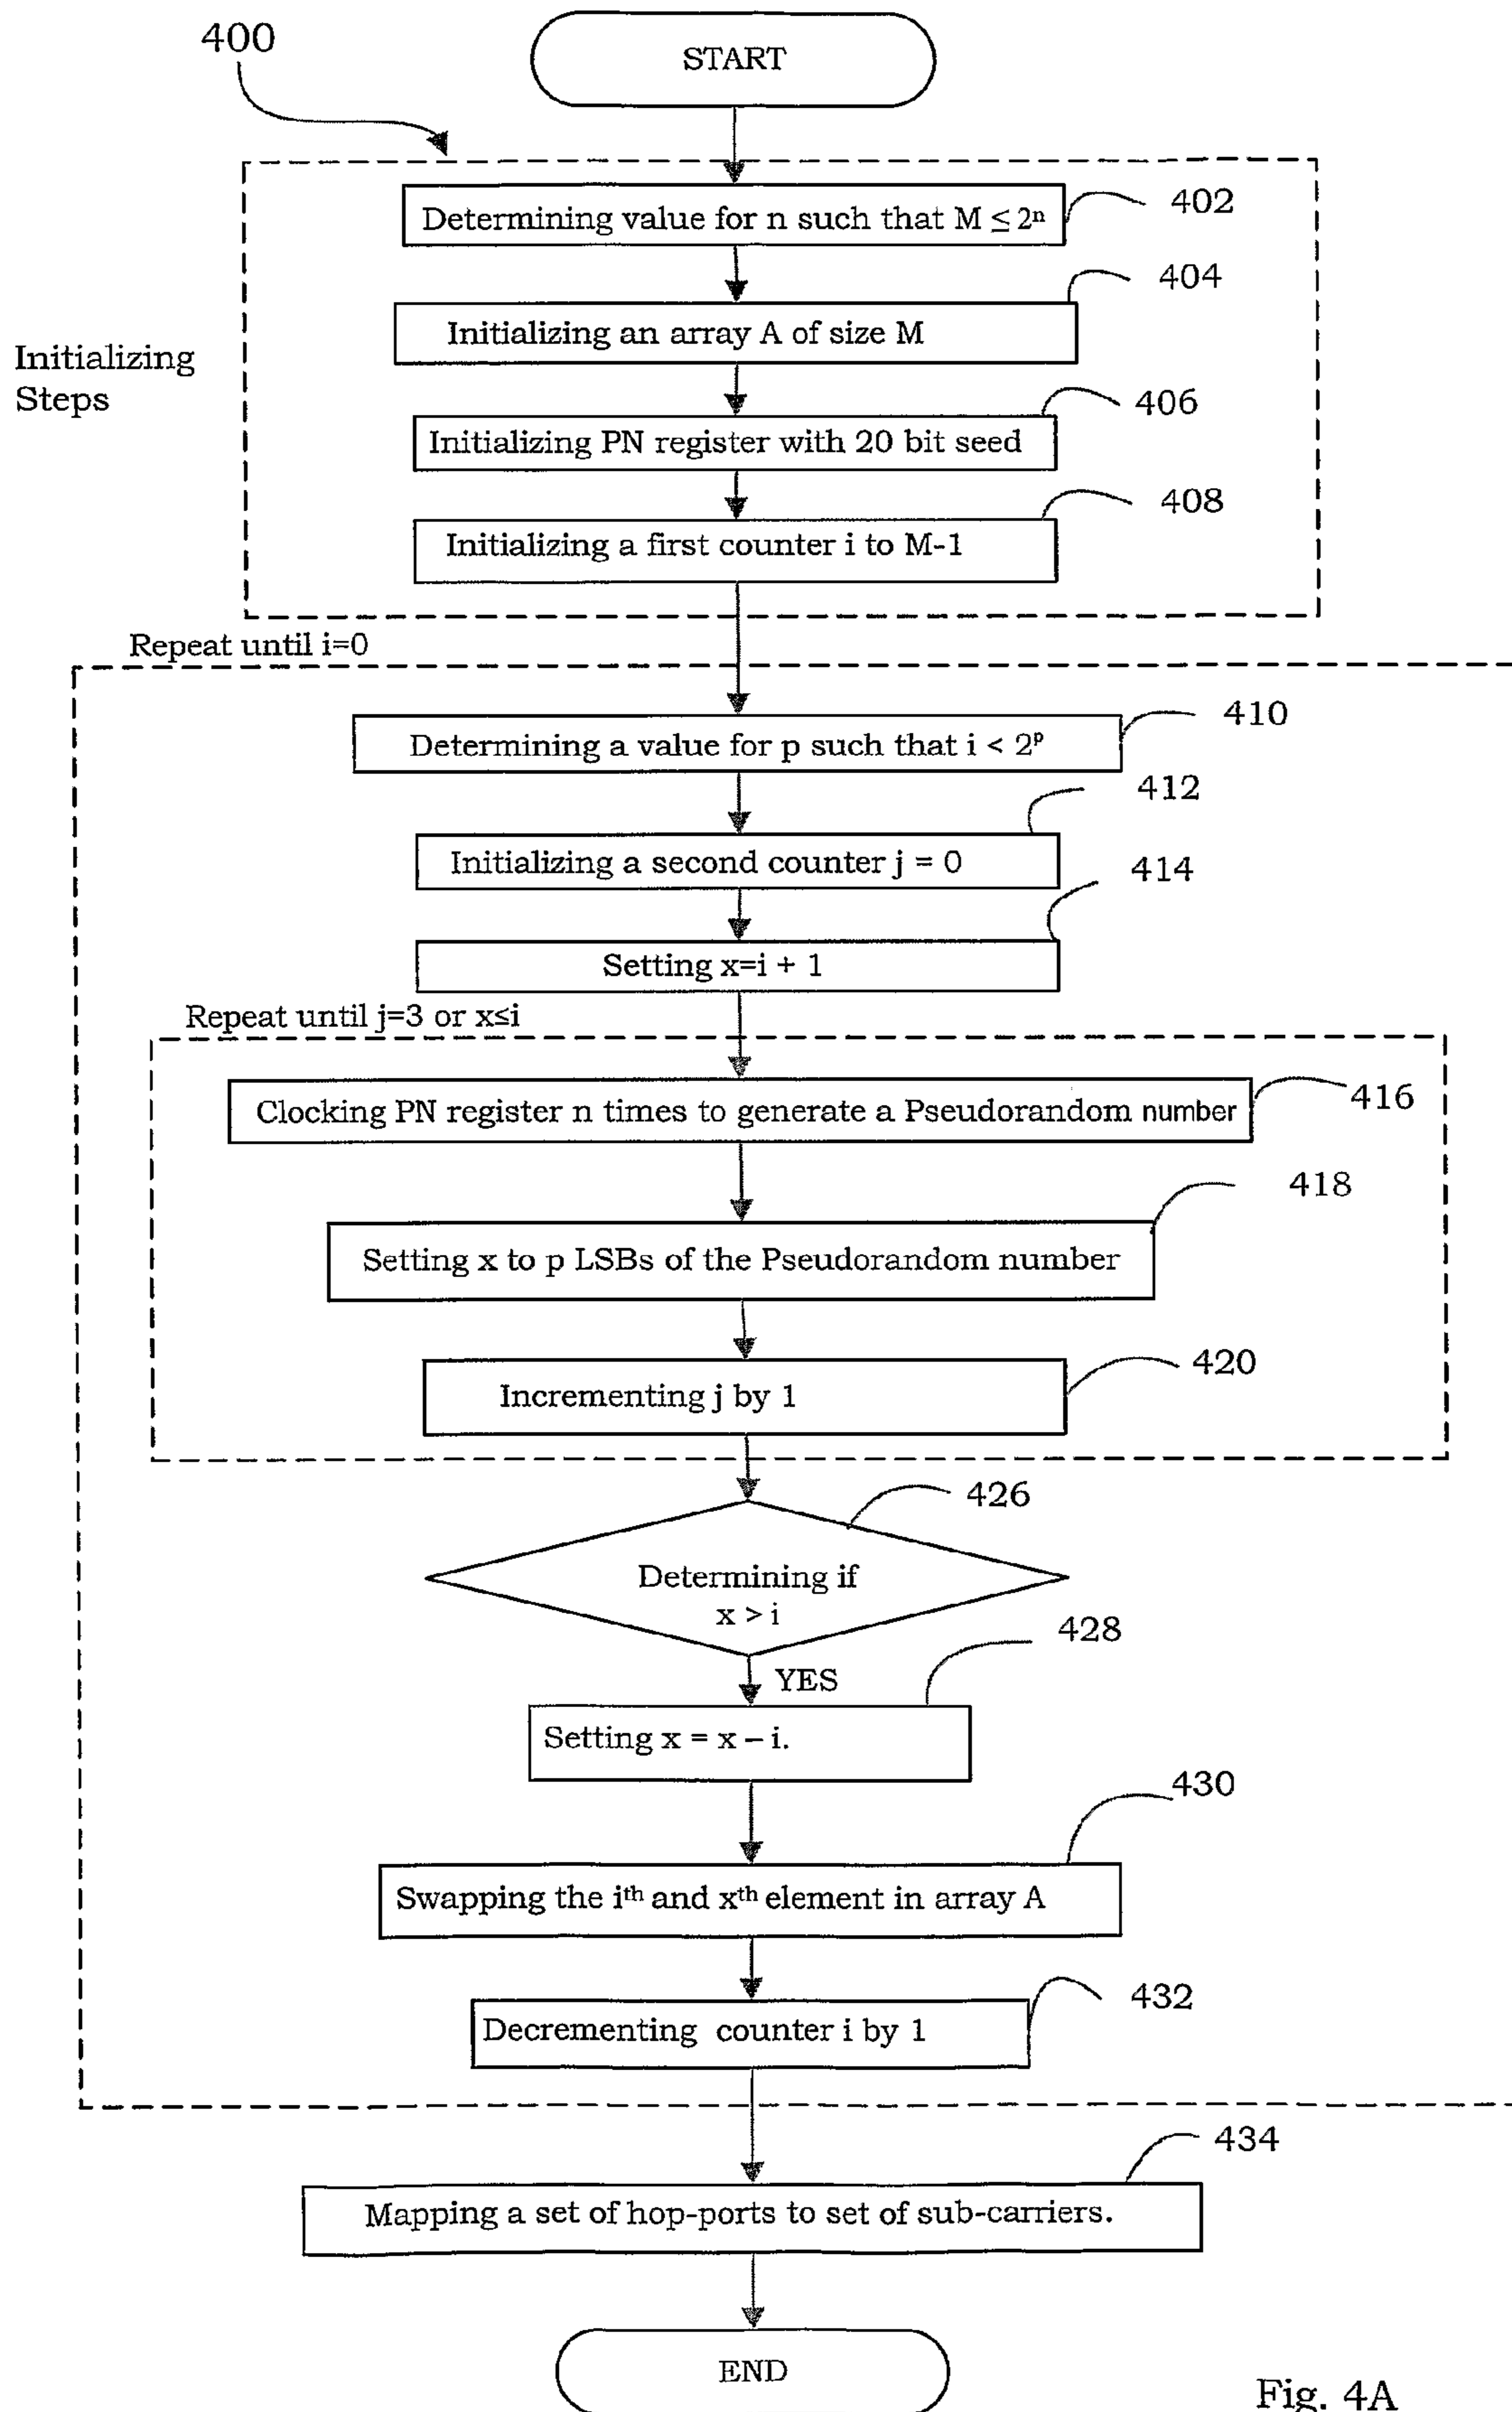 400
START
Determining value for n such that M ≤ 2ⁿ
402
404
Initializing an array A of size M
Initializing
Steps
406
Initializing PN register with 20 bit seed
408
Initializing a first counter i to M-1
Repeat until i=0
410
Determining a value for p such that i < 2ᵖ
412
Initializing a second counter j = 0
414
Setting x=i + 1
Repeat until j=3 or x≤i
416
Clocking PN register n times to generate a Pseudorandom number
418
Setting x to p LSBs of the Pseudorandom number
420
Incrementing j by 1
426
Determining if
x > i
428
YES
Setting x = x – i.
430
Swapping the iᵗʰ and xᵗʰ element in array A
432
Decrementing counter i by 1
434
Mapping a set of hop-ports to set of sub-carriers.
END
Fig. 4A